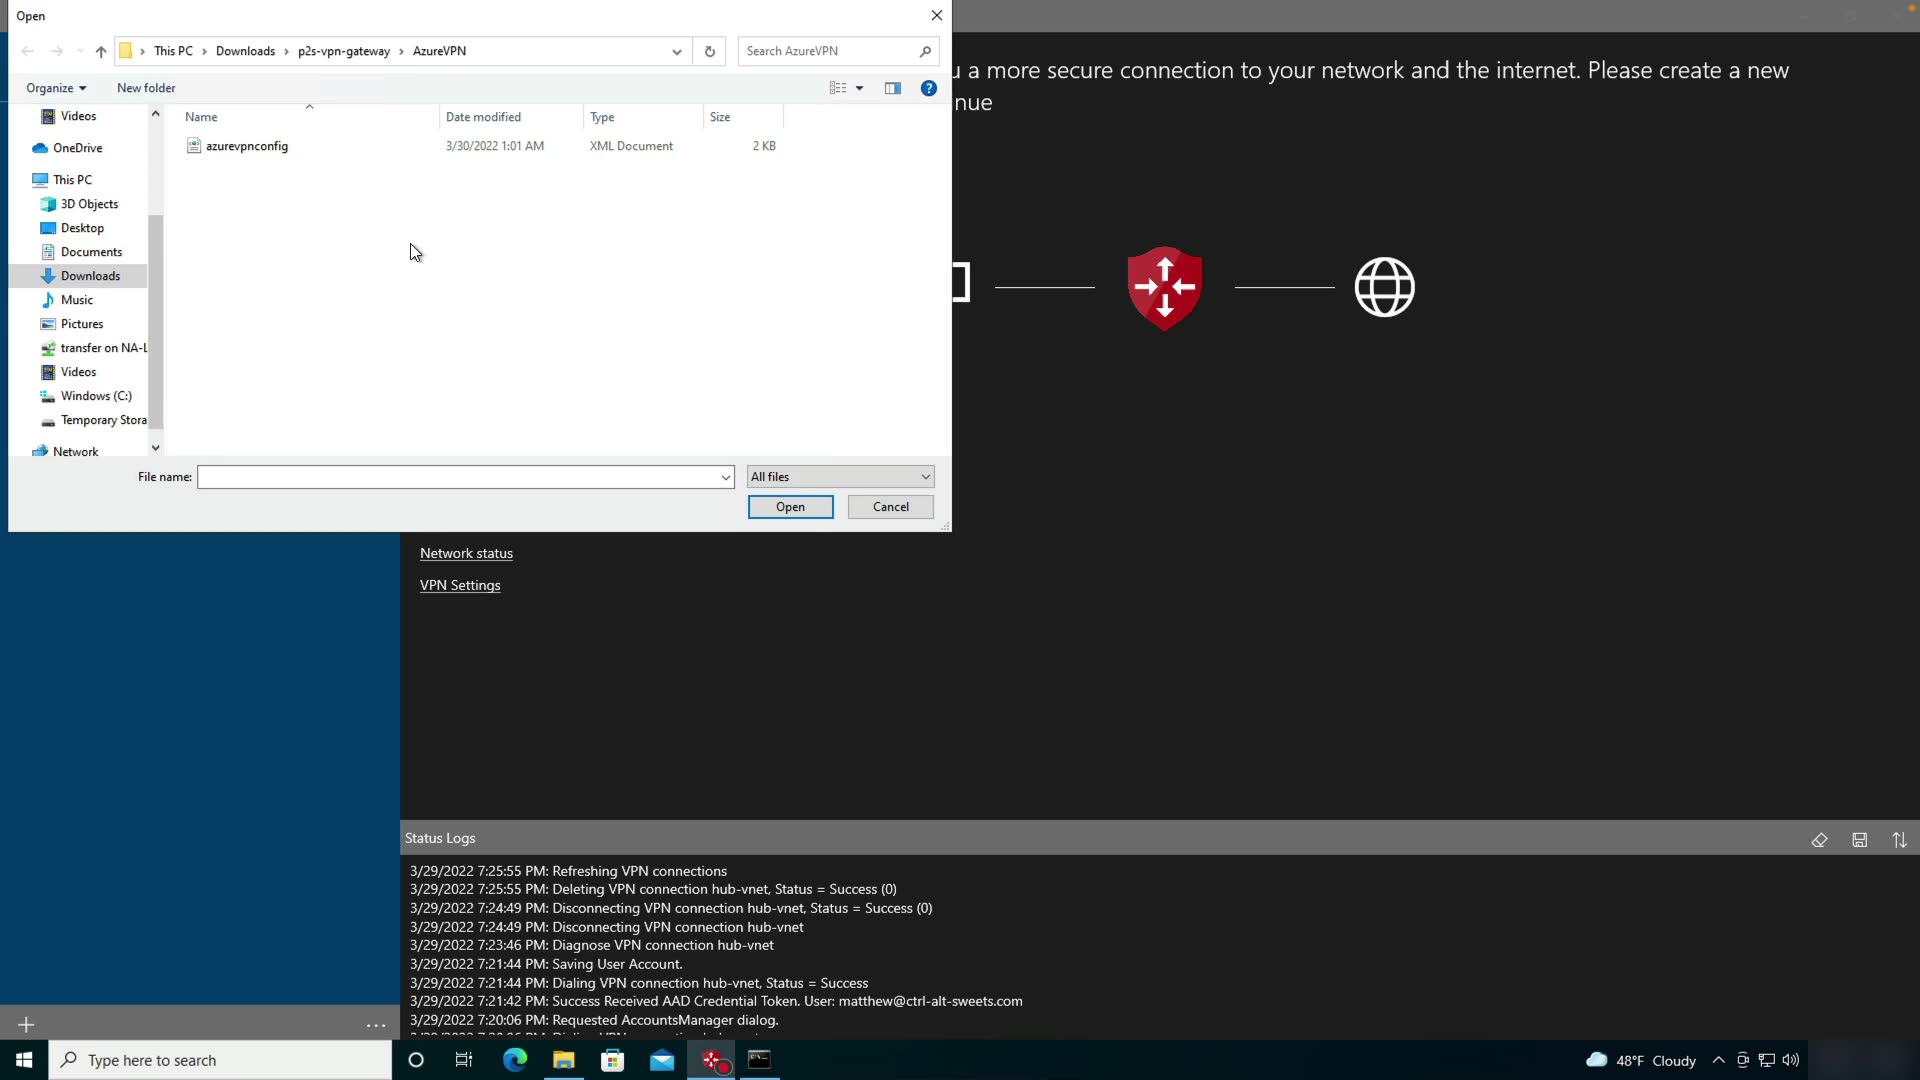 Open
This PC > Downloads > p2s-vpn-gateway > AzureVPN
Search AzureVPN
Organize
New folder
Name
Date modified
Type
Size
azurevpnconfig
3/30/2022 1:01 AM
XML Document
2 KB
Videos
OneDrive
This PC
3D Objects
Desktop
Documents
Downloads
Music
Pictures
transfer on NA-L
Videos
Windows (C:)
Temporary Stora
Network
File name:
All files
Open
Cancel
a more secure connection to your network and the internet. Please create a new
nue
Network status
VPN Settings
Status Logs
3/29/2022 7:25:55 PM: Refreshing VPN connections
3/29/2022 7:25:55 PM: Deleting VPN connection hub-vnet, Status = Success (0)
3/29/2022 7:24:49 PM: Disconnecting VPN connection hub-vnet, Status = Success (0)
3/29/2022 7:24:49 PM: Disconnecting VPN connection hub-vnet
3/29/2022 7:23:46 PM: Diagnose VPN connection hub-vnet
3/29/2022 7:21:44 PM: Saving User Account.
3/29/2022 7:21:44 PM: Dialing VPN connection hub-vnet, Status = Success
3/29/2022 7:21:42 PM: Success Received AAD Credential Token. User: matthew@ctrl-alt-sweets.com
3/29/2022 7:20:06 PM: Requested AccountsManager dialog.
Type here to search
48°F Cloudy